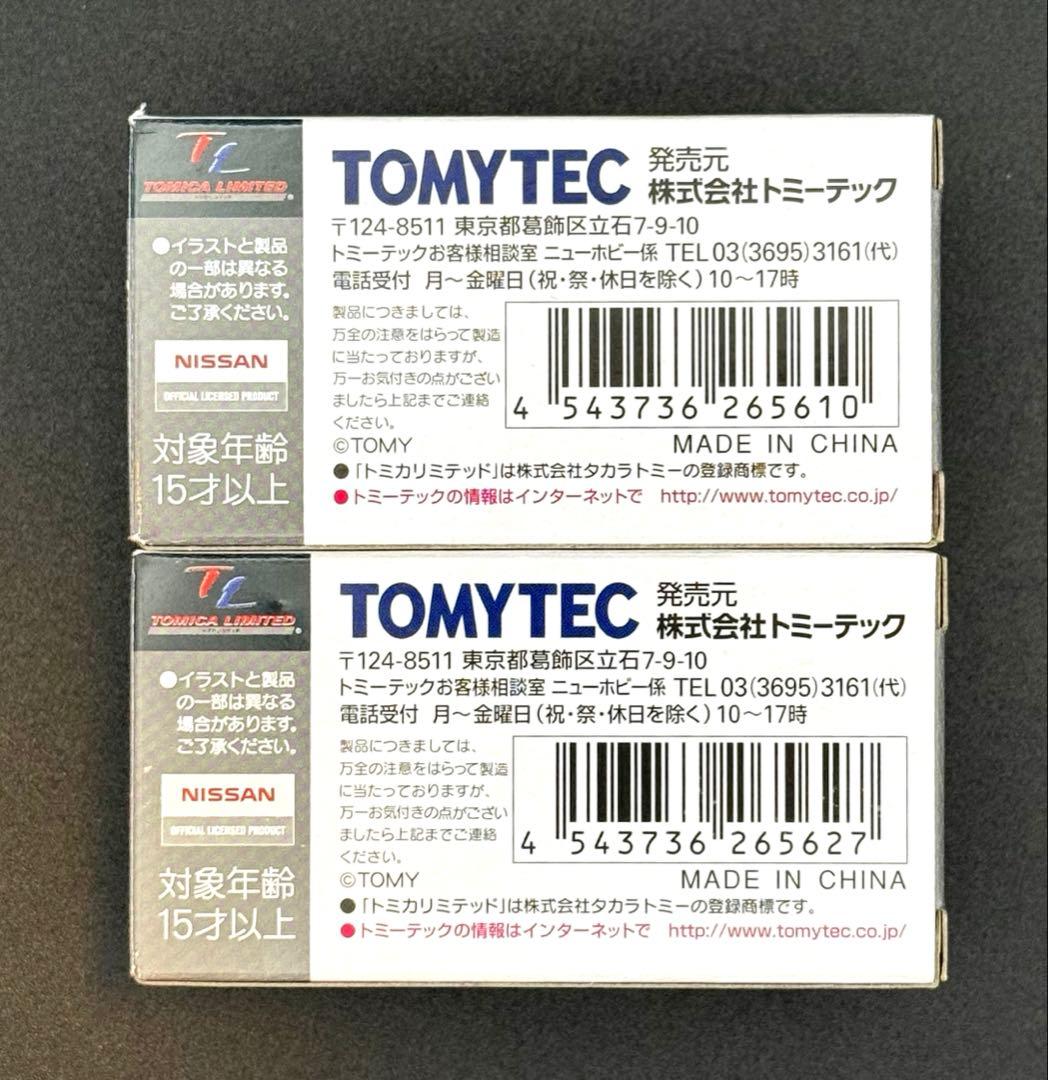 TL
TOMICA LIMITED
●イラストと製品
の一部は異なる
場合があります。
ご了承ください。
NISSAN
OFFICIAL LICENSED PRODUCT
対象年齢
15才以上
TOMYTEC 発売元
株式会社トミーテック
〒124-8511 東京都葛飾区立石7-9-10
トミーテックお客様相談室 ニューホビー係 TEL 03(3695)3161(代)
電話受付 月～金曜日(祝・祭・休日を除く)10～17時
製品につきましては、
万全の注意をはらって製造
に当たっておりますが、
万一お気付きの点がござい
ましたら上記までご連絡
ください。
4 543736 265610
©TOMY MADE IN CHINA
●「トミカリミテッド」は株式会社タカラトミーの登録商標です。
●トミーテックの情報はインターネットで http://www.tomytec.co.jp/
TL
TOMICA LIMITED
●イラストと製品
の一部は異なる
場合があります。
ご了承ください。
NISSAN
OFFICIAL LICENSED PRODUCT
対象年齢
15才以上
TOMYTEC 発売元
株式会社トミーテック
〒124-8511 東京都葛飾区立石7-9-10
トミーテックお客様相談室 ニューホビー係 TEL 03(3695)3161(代)
電話受付 月～金曜日(祝・祭・休日を除く)10～17時
製品につきましては、
万全の注意をはらって製造
に当たっておりますが、
万一お気付きの点がござい
ましたら上記までご連絡
ください。
4 543736 265627
©TOMY MADE IN CHINA
●「トミカリミテッド」は株式会社タカラトミーの登録商標です。
●トミーテックの情報はインターネットで http://www.tomytec.co.jp/